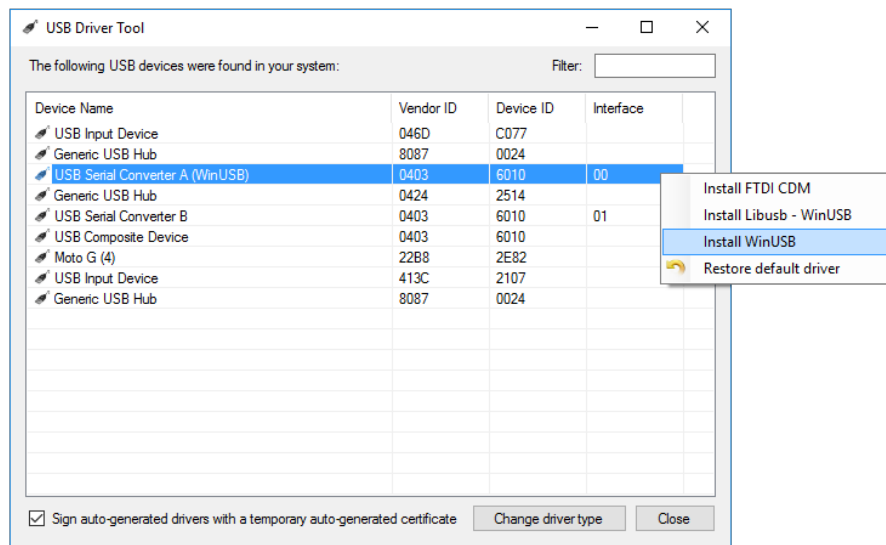 USB Driver Tool
The following USB devices were found in your system:
Filter:
Device Name Vendor ID Device ID Interface
USB Input Device 046D C077
Generic USB Hub 8087 0024
USB Serial Converter A (WinUSB) 0403 6010 00
Generic USB Hub 0424 2514
USB Serial Converter B 0403 6010 01
USB Composite Device 0403 6010
Moto G (4) 22B8 2E82
USB Input Device 413C 2107
Generic USB Hub 8087 0024
Install FTDI CDM
Install Libusb - WinUSB
Install WinUSB
Restore default driver
Sign auto-generated drivers with a temporary auto-generated certificate
Change driver type
Close